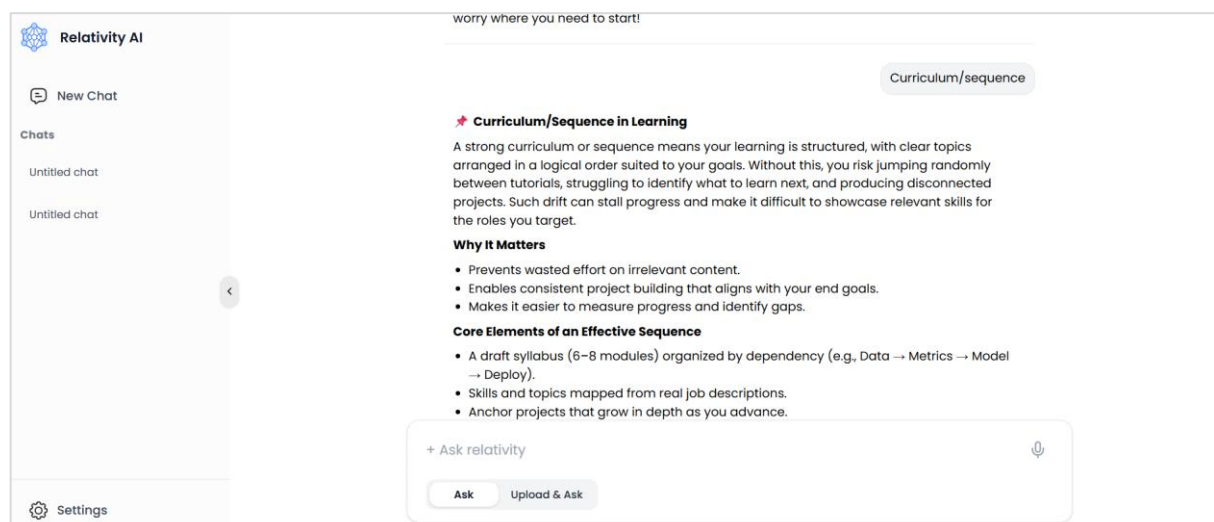 Relativity AI
New Chat
Chats
Untitled chat
Untitled chat
Settings
worry where you need to start!
Curriculum/sequence
📌 Curriculum/Sequence in Learning
A strong curriculum or sequence means your learning is structured, with clear topics
arranged in a logical order suited to your goals. Without this, you risk jumping randomly
between tutorials, struggling to identify what to learn next, and producing disconnected
projects. Such drift can stall progress and make it difficult to showcase relevant skills for
the roles you target.
Why It Matters
• Prevents wasted effort on irrelevant content.
• Enables consistent project building that aligns with your end goals.
• Makes it easier to measure progress and identify gaps.
Core Elements of an Effective Sequence
• A draft syllabus (6–8 modules) organized by dependency (e.g., Data → Metrics → Model
→ Deploy).
• Skills and topics mapped from real job descriptions.
• Anchor projects that grow in depth as you advance.
+ Ask relativity
Ask Upload & Ask